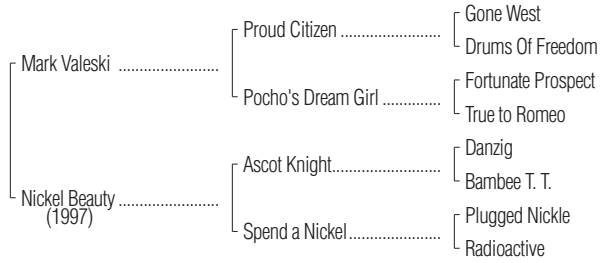 Gone West
Proud Citizen ..........................
Drums Of Freedom
Mark Valeski ..........................
Fortunate Prospect
Pocho's Dream Girl ...............
True to Romeo
Danzig
Ascot Knight............................
Bambee T. T.
Nickel Beauty ..........................
(1997)
Plugged Nickle
Spend a Nickel........................
Radioactive